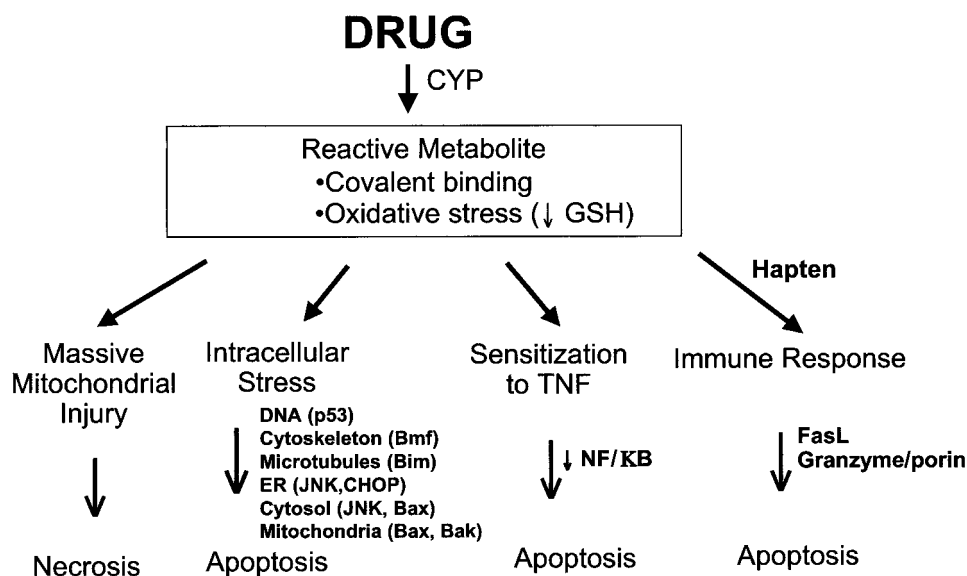 DRUG
CYP
Reactive Metabolite
•Covalent binding
•Oxidative stress (↓ GSH)
Hapten
Massive
Mitochondrial
Injury
Intracellular
Stress
Sensitization
to TNF
Immune Response
DNA (p53)
Cytoskeleton (Bmf)
Microtubules (Bim)
ER (JNK,CHOP)
Cytosol (JNK, Bax)
Mitochondria (Bax, Bak)
↓ NF/κB
FasL
Granzyme/porin
Necrosis
Apoptosis
Apoptosis
Apoptosis